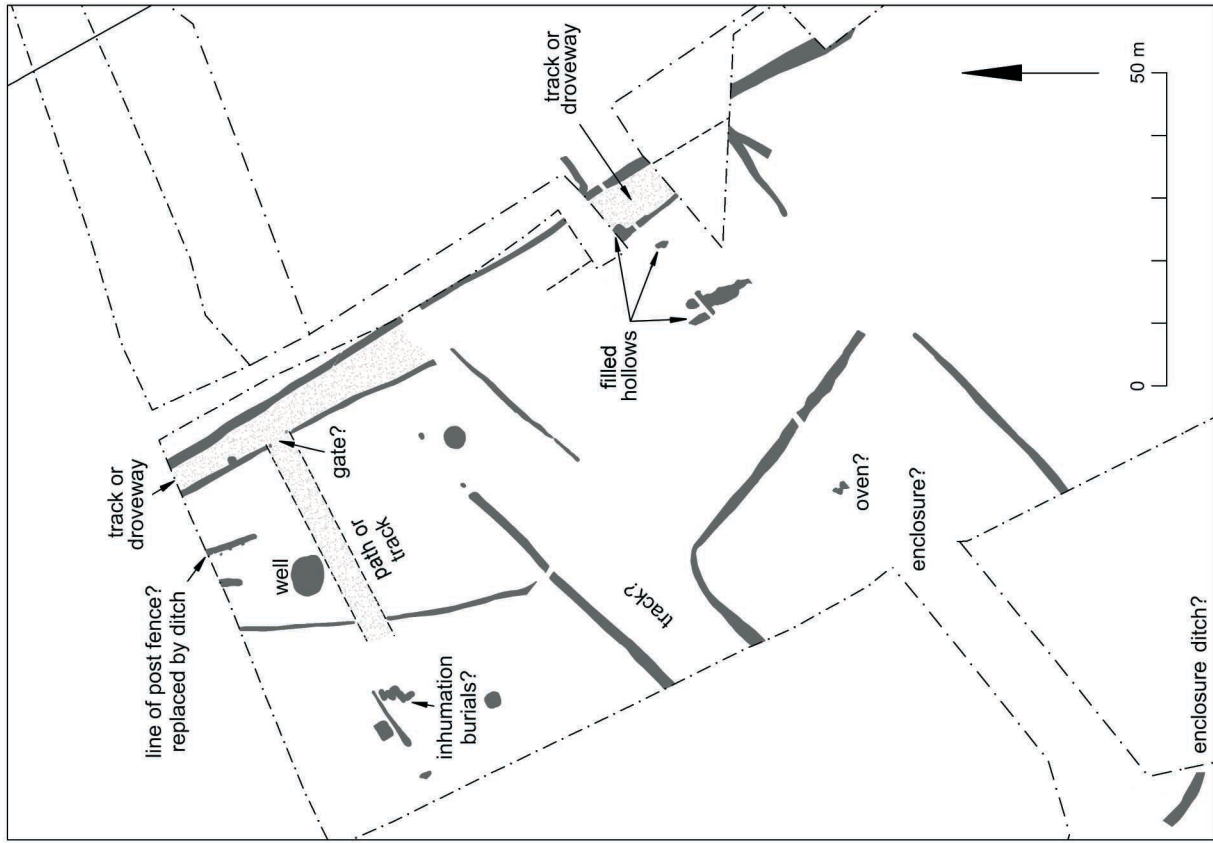 line of post fence?
replaced by ditch
track or
droveway
well
gate?
path or
track
inhumation
burials?
track?
track or
droveway
filled
hollows
oven?
enclosure?
enclosure ditch?
0
50 m